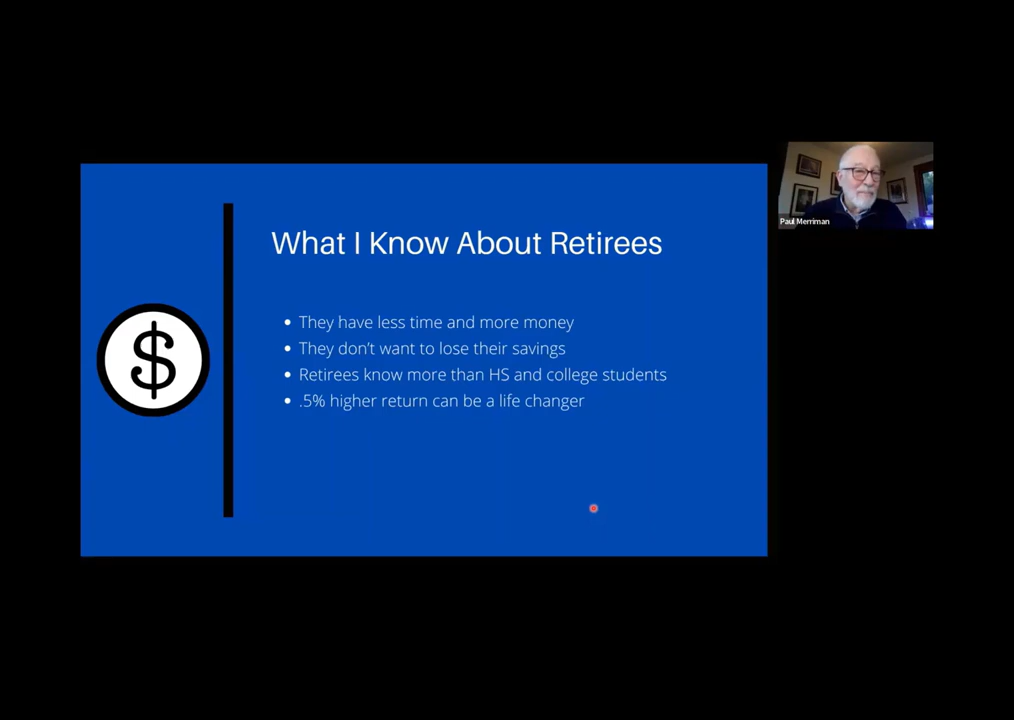 What I Know About Retirees
They have less time and more money
They don't want to lose their savings
Retirees know more than HS and college students
.5% higher return can be a life changer
$
Paul Merriman